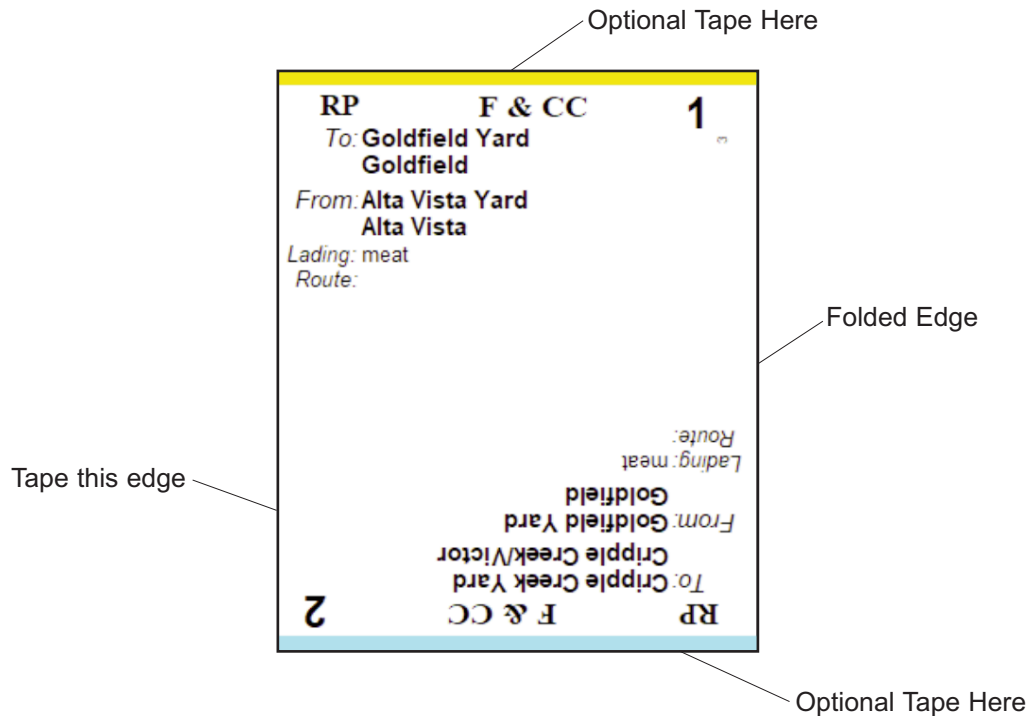 Optional Tape Here
RP F & CC 1
3
To: Goldfield Yard
Goldfield
From: Alta Vista Yard
Alta Vista
Lading: meat
Route:
Folded Edge
Tape this edge
2 F & CC RP
To: Cripple Creek Yard
Cripple Creek/Victor
From: Goldfield Yard
Goldfield
Lading: meat
Route:
Optional Tape Here